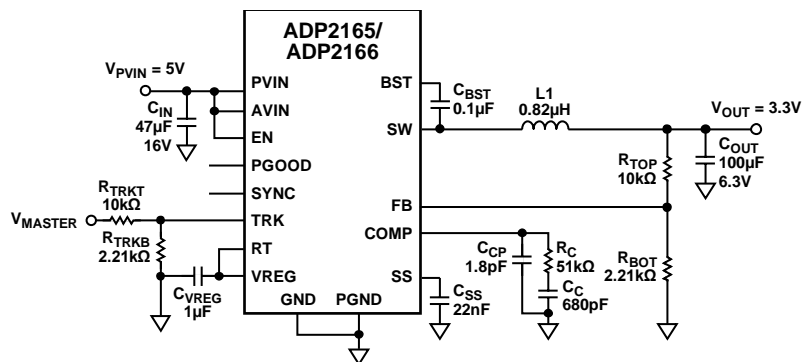 ADP2165/
ADP2166
V_PVIN = 5V
C_IN
47µF
16V
PVIN
AVIN
EN
PGOOD
SYNC
R_TRKT
10kΩ
V_MASTER
TRK
R_TRKB
2.21kΩ
RT
VREG
C_VREG
1µF
GND
PGND
BST
C_BST
0.1µF
SW
L1
0.82µH
V_OUT = 3.3V
C_OUT
100µF
6.3V
R_TOP
10kΩ
FB
COMP
C_CP
1.8pF
R_C
51kΩ
C_C
680pF
R_BOT
2.21kΩ
SS
C_SS
22nF